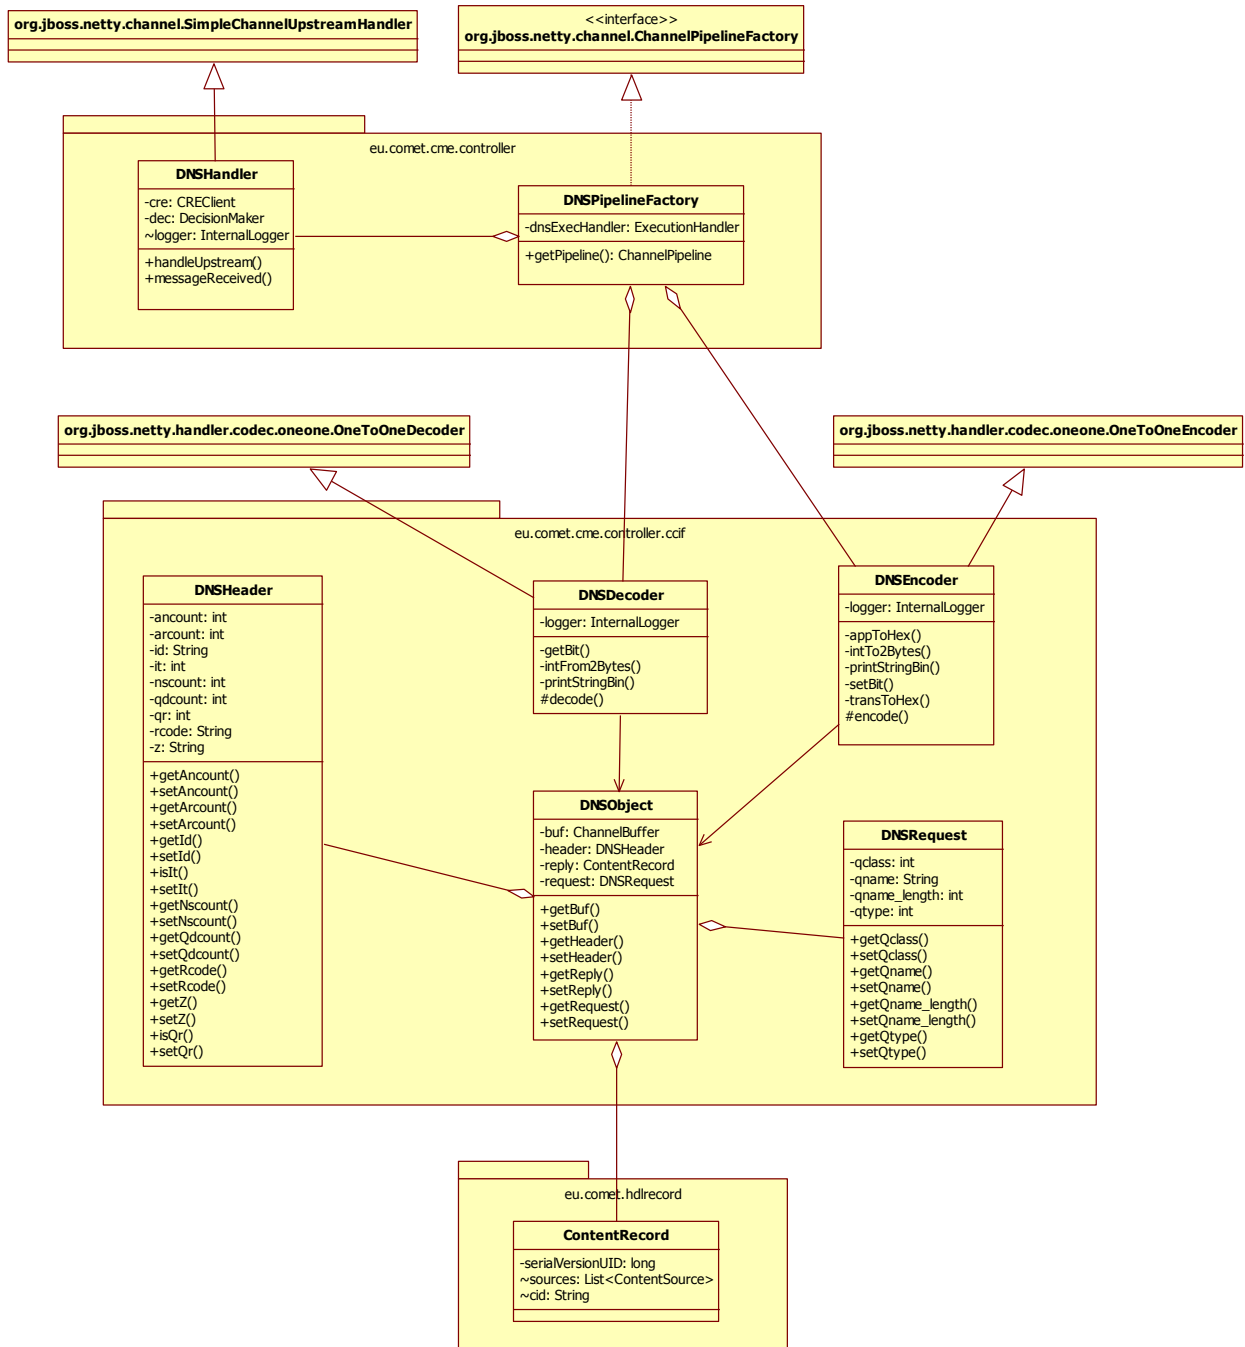 org.jboss.netty.channel.SimpleChannelUpstreamHandler
<<interface>>
org.jboss.netty.channel.ChannelPipelineFactory
eu.comet.cme.controller
DNSHandler
-cre: CREClient
-dec: DecisionMaker
~logger: InternalLogger
+handleUpstream()
+messageReceived()
DNSPipelineFactory
-dnsExecHandler: ExecutionHandler
+getPipeline(): ChannelPipeline
org.jboss.netty.handler.codec.oneone.OneToOneDecoder
org.jboss.netty.handler.codec.oneone.OneToOneEncoder
eu.comet.cme.controller.ccif
DNSHeader
-ancount: int
-arcount: int
-id: String
-it: int
-nscount: int
-qdcount: int
-qr: int
-rcode: String
-z: String
+getAncount()
+setAncount()
+getArcount()
+setArcount()
+getId()
+setId()
+isIt()
+setIt()
+getNscount()
+setNscount()
+getQdcount()
+setQdcount()
+getRcode()
+setRcode()
+getZ()
+setZ()
+isQr()
+setQr()
DNSDecoder
-logger: InternalLogger
-getBit()
-intFrom2Bytes()
-printStringBin()
#decode()
DNSEncoder
-logger: InternalLogger
-appToHex()
-intTo2Bytes()
-printStringBin()
-setBit()
-transToHex()
#encode()
DNSObject
-buf: ChannelBuffer
-header: DNSHeader
-reply: ContentRecord
-request: DNSRequest
+getBuf()
+setBuf()
+getHeader()
+setHeader()
+getReply()
+setReply()
+getRequest()
+setRequest()
DNSRequest
-qclass: int
-qname: String
-qname_length: int
-qtype: int
+getQclass()
+setQclass()
+getQname()
+setQname()
+getQname_length()
+setQname_length()
+getQtype()
+setQtype()
eu.comet.hdlrecord
ContentRecord
-serialVersionUID: long
~sources: List<ContentSource>
~cid: String